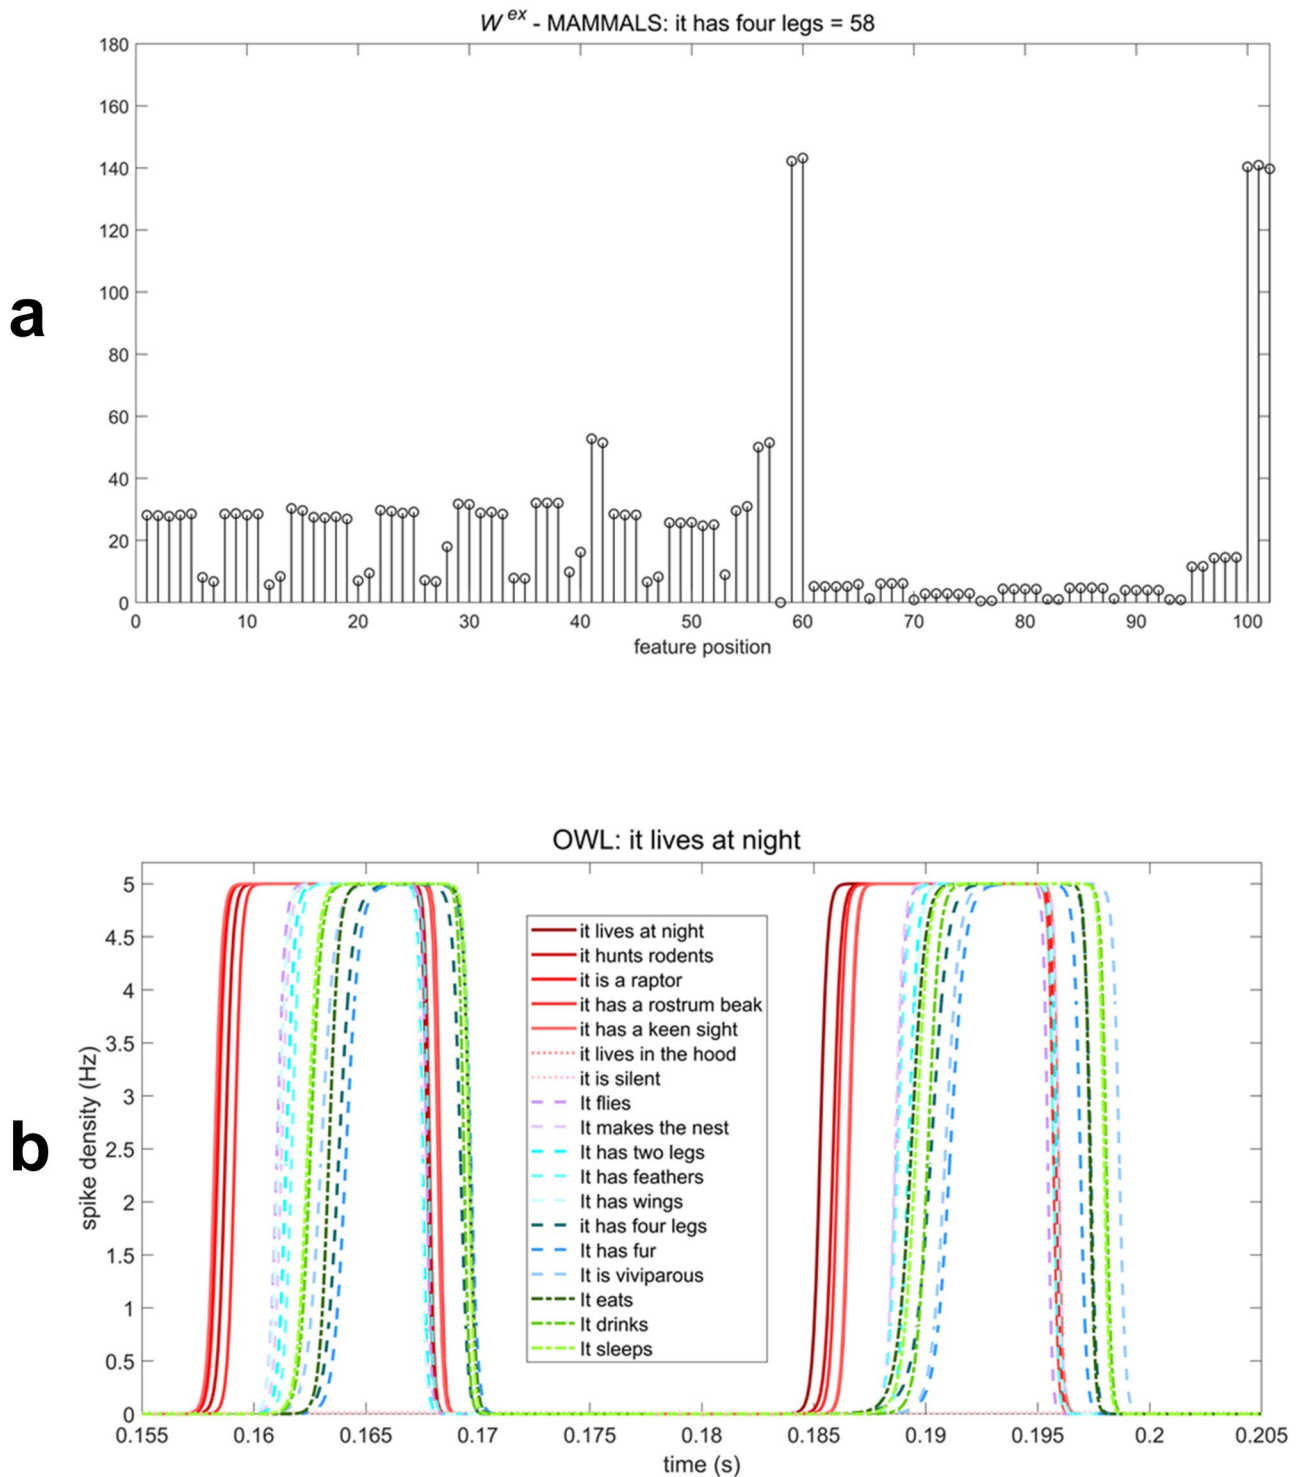 W ex - MAMMALS: it has four legs = 58
180
160
140
120
100
80
60
40
20
0
0 10 20 30 40 50 60 70 80 90 100
feature position
a
OWL: it lives at night
5
4.5
4
3.5
3
2.5
2
1.5
1
0.5
0
spike density (Hz)
it lives at night
it hunts rodents
it is a raptor
it has a rostrum beak
it has a keen sight
it lives in the hood
it is silent
It flies
It makes the nest
It has two legs
It has feathers
It has wings
it has four legs
It has fur
It is viviparous
It eats
It drinks
It sleeps
0.155 0.16 0.165 0.17 0.175 0.18 0.185 0.19 0.195 0.2 0.205
time (s)
b